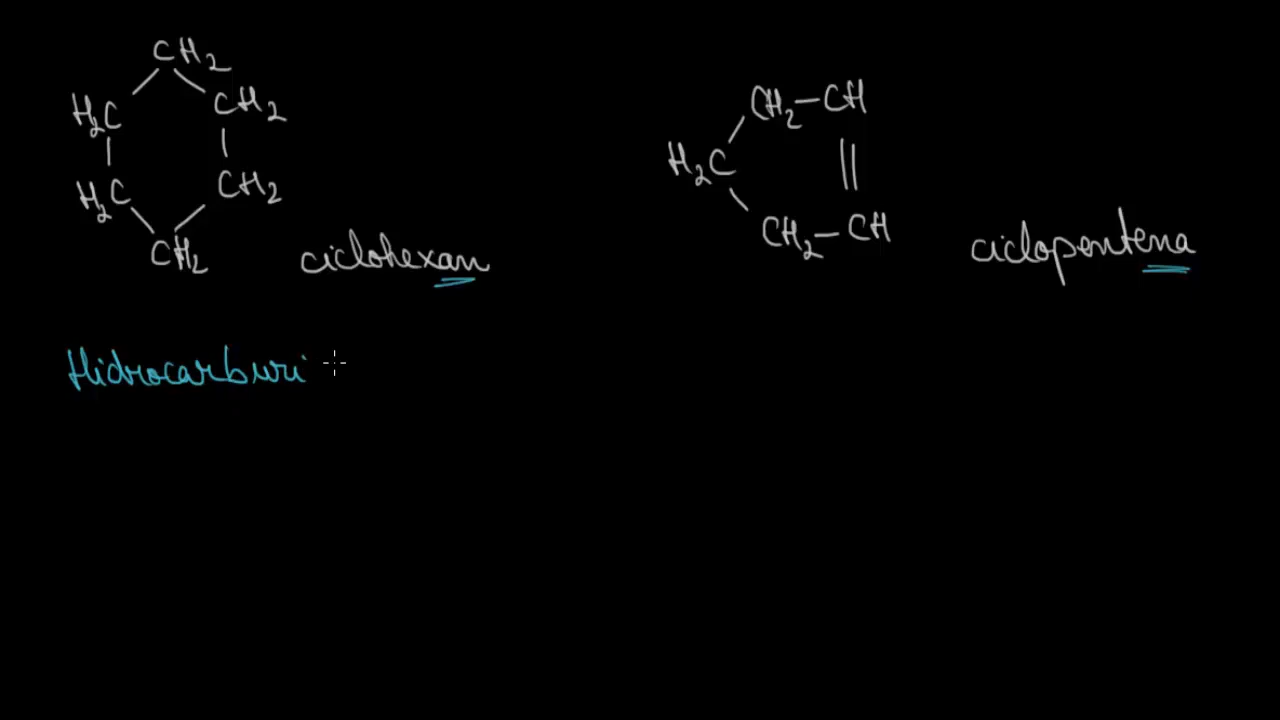 CH2
H2C CH2
H2C CH2
CH2
ciclohexan
CH2-CH
H2C ||
CH2-CH
ciclopentena
Hidrocarburi